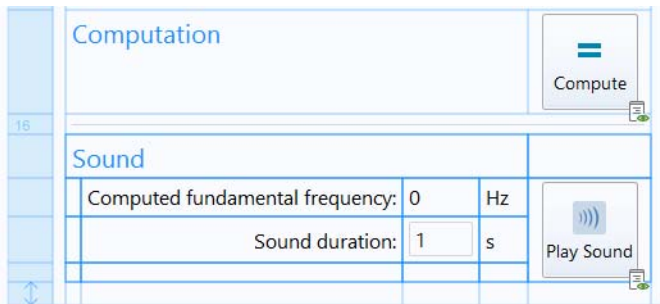 Computation
Compute
16
Sound
Computed fundamental frequency: 0 Hz
Sound duration: 1 s
Play Sound